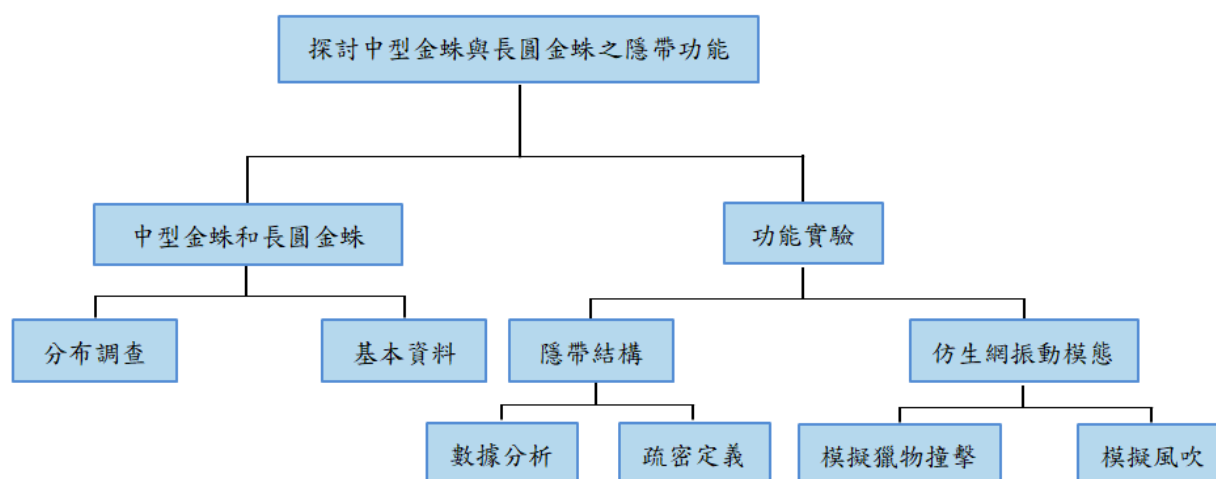 探討中型金蛛與長圓金蛛之隱帶功能
中型金蛛和長圓金蛛
功能實驗
分布調查
基本資料
隱帶結構
仿生網振動模態
數據分析
疏密定義
模擬獵物撞擊
模擬風吹